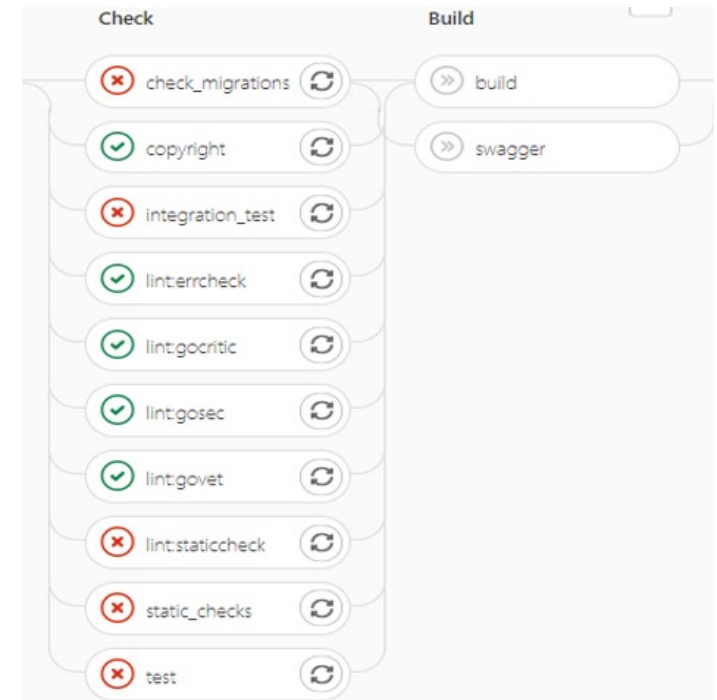 Check
check_migrations
copyright
integration_test
lint:errcheck
lint:gocritic
lint:gosec
lint:govet
lint:staticcheck
static_checks
test
Build
build
swagger